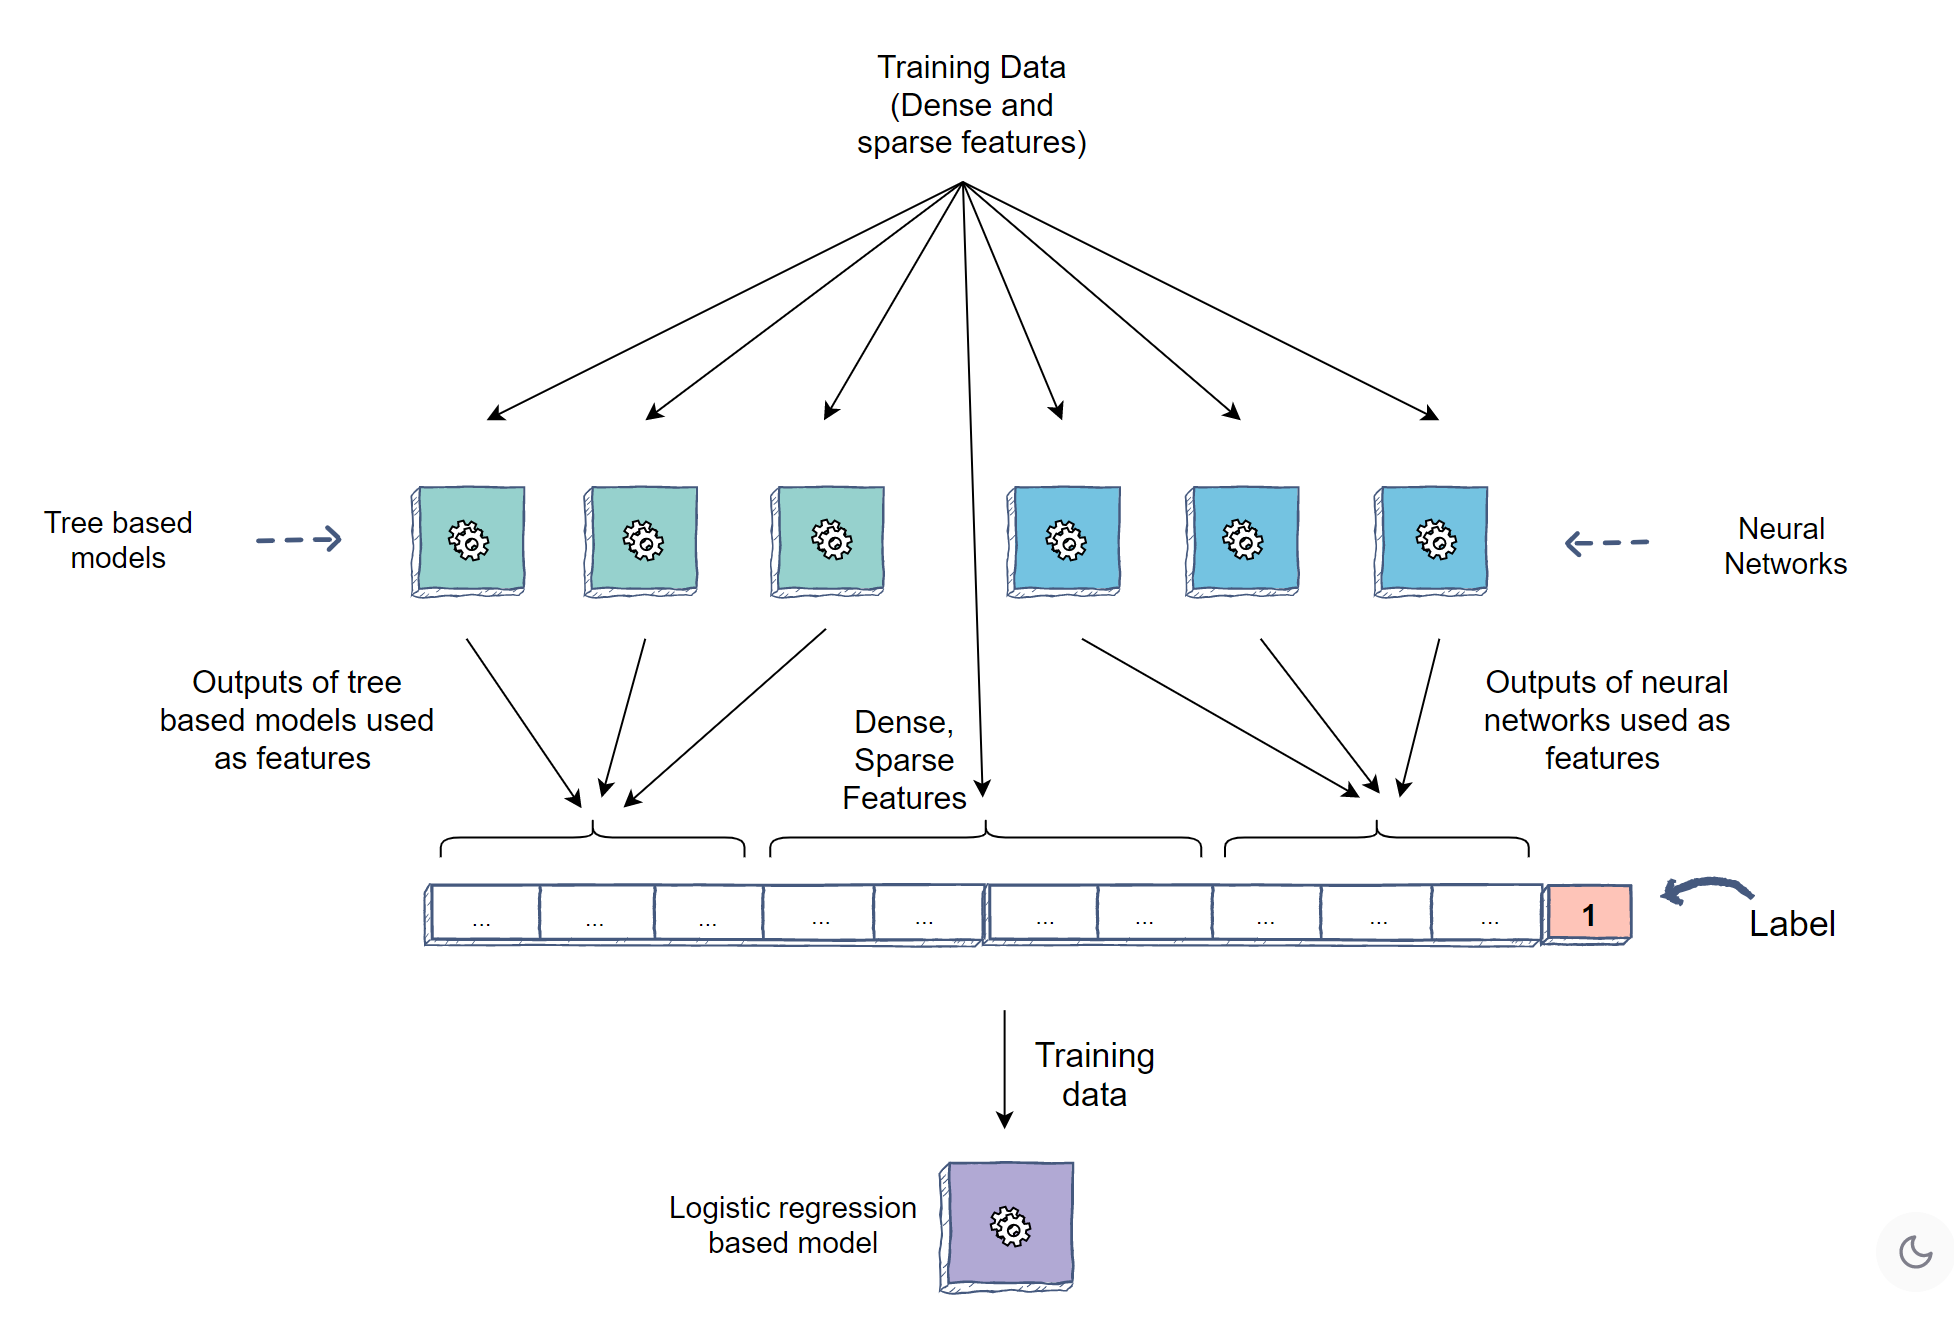 Training Data
(Dense and
sparse features)
Tree based
models
Neural
Networks
Outputs of tree
based models used
as features
Dense,
Sparse
Features
Outputs of neural
networks used as
features
... ... ... ... ... ... ... ... ... ... 1
Label
Training
data
Logistic regression
based model